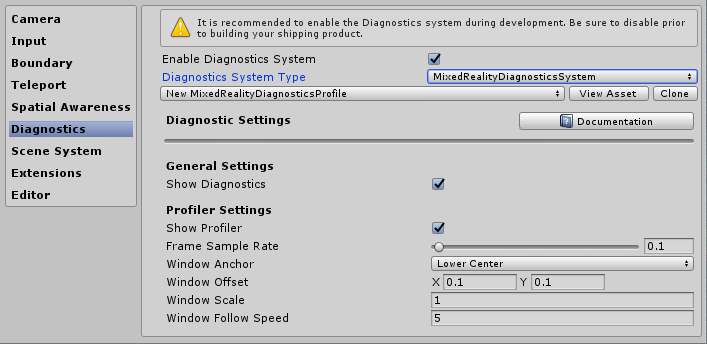 Camera
Input
Boundary
Teleport
Spatial Awareness
Diagnostics
Scene System
Extensions
Editor
It is recommended to enable the Diagnostics system during development. Be sure to disable prior
to building your shipping product.
Enable Diagnostics System
Diagnostics System Type MixedRealityDiagnosticsSystem
New MixedRealityDiagnosticsProfile View Asset Clone
Diagnostic Settings Documentation
General Settings
Show Diagnostics
Profiler Settings
Show Profiler
Frame Sample Rate 0.1
Window Anchor Lower Center
Window Offset X 0.1 Y 0.1
Window Scale 1
Window Follow Speed 5